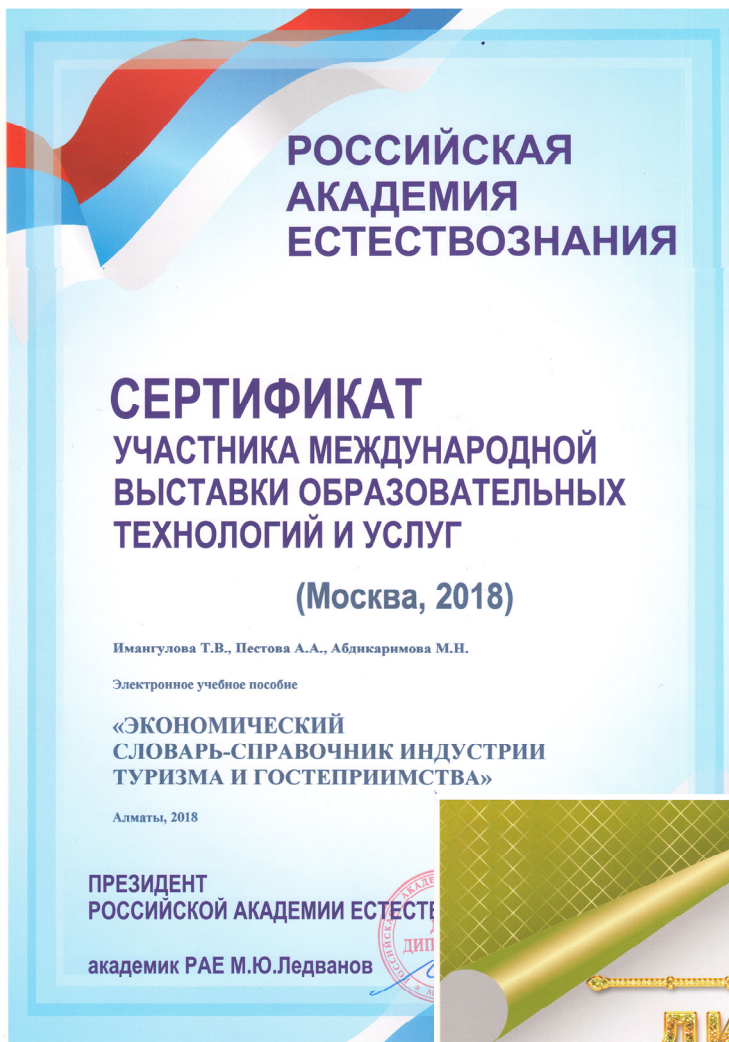 РОССИЙСКАЯ
АКАДЕМИЯ
ЕСТЕСТВОЗНАНИЯ
СЕРТИФИКАТ
УЧАСТНИКА МЕЖДУНАРОДНОЙ
ВЫСТАВКИ ОБРАЗОВАТЕЛЬНЫХ
ТЕХНОЛОГИЙ И УСЛУГ
(Москва, 2018)
Имангулова Т.В., Пестова А.А., Абдикаримова М.Н.
Электронное учебное пособие
«ЭКОНОМИЧЕСКИЙ
СЛОВАРЬ-СПРАВОЧНИК ИНДУСТРИИ
ТУРИЗМА И ГОСТЕПРИИМСТВА»
Алматы, 2018
ПРЕЗИДЕНТ
РОССИЙСКОЙ АКАДЕМИИ
академик РАЕ М.Ю.Ледванов